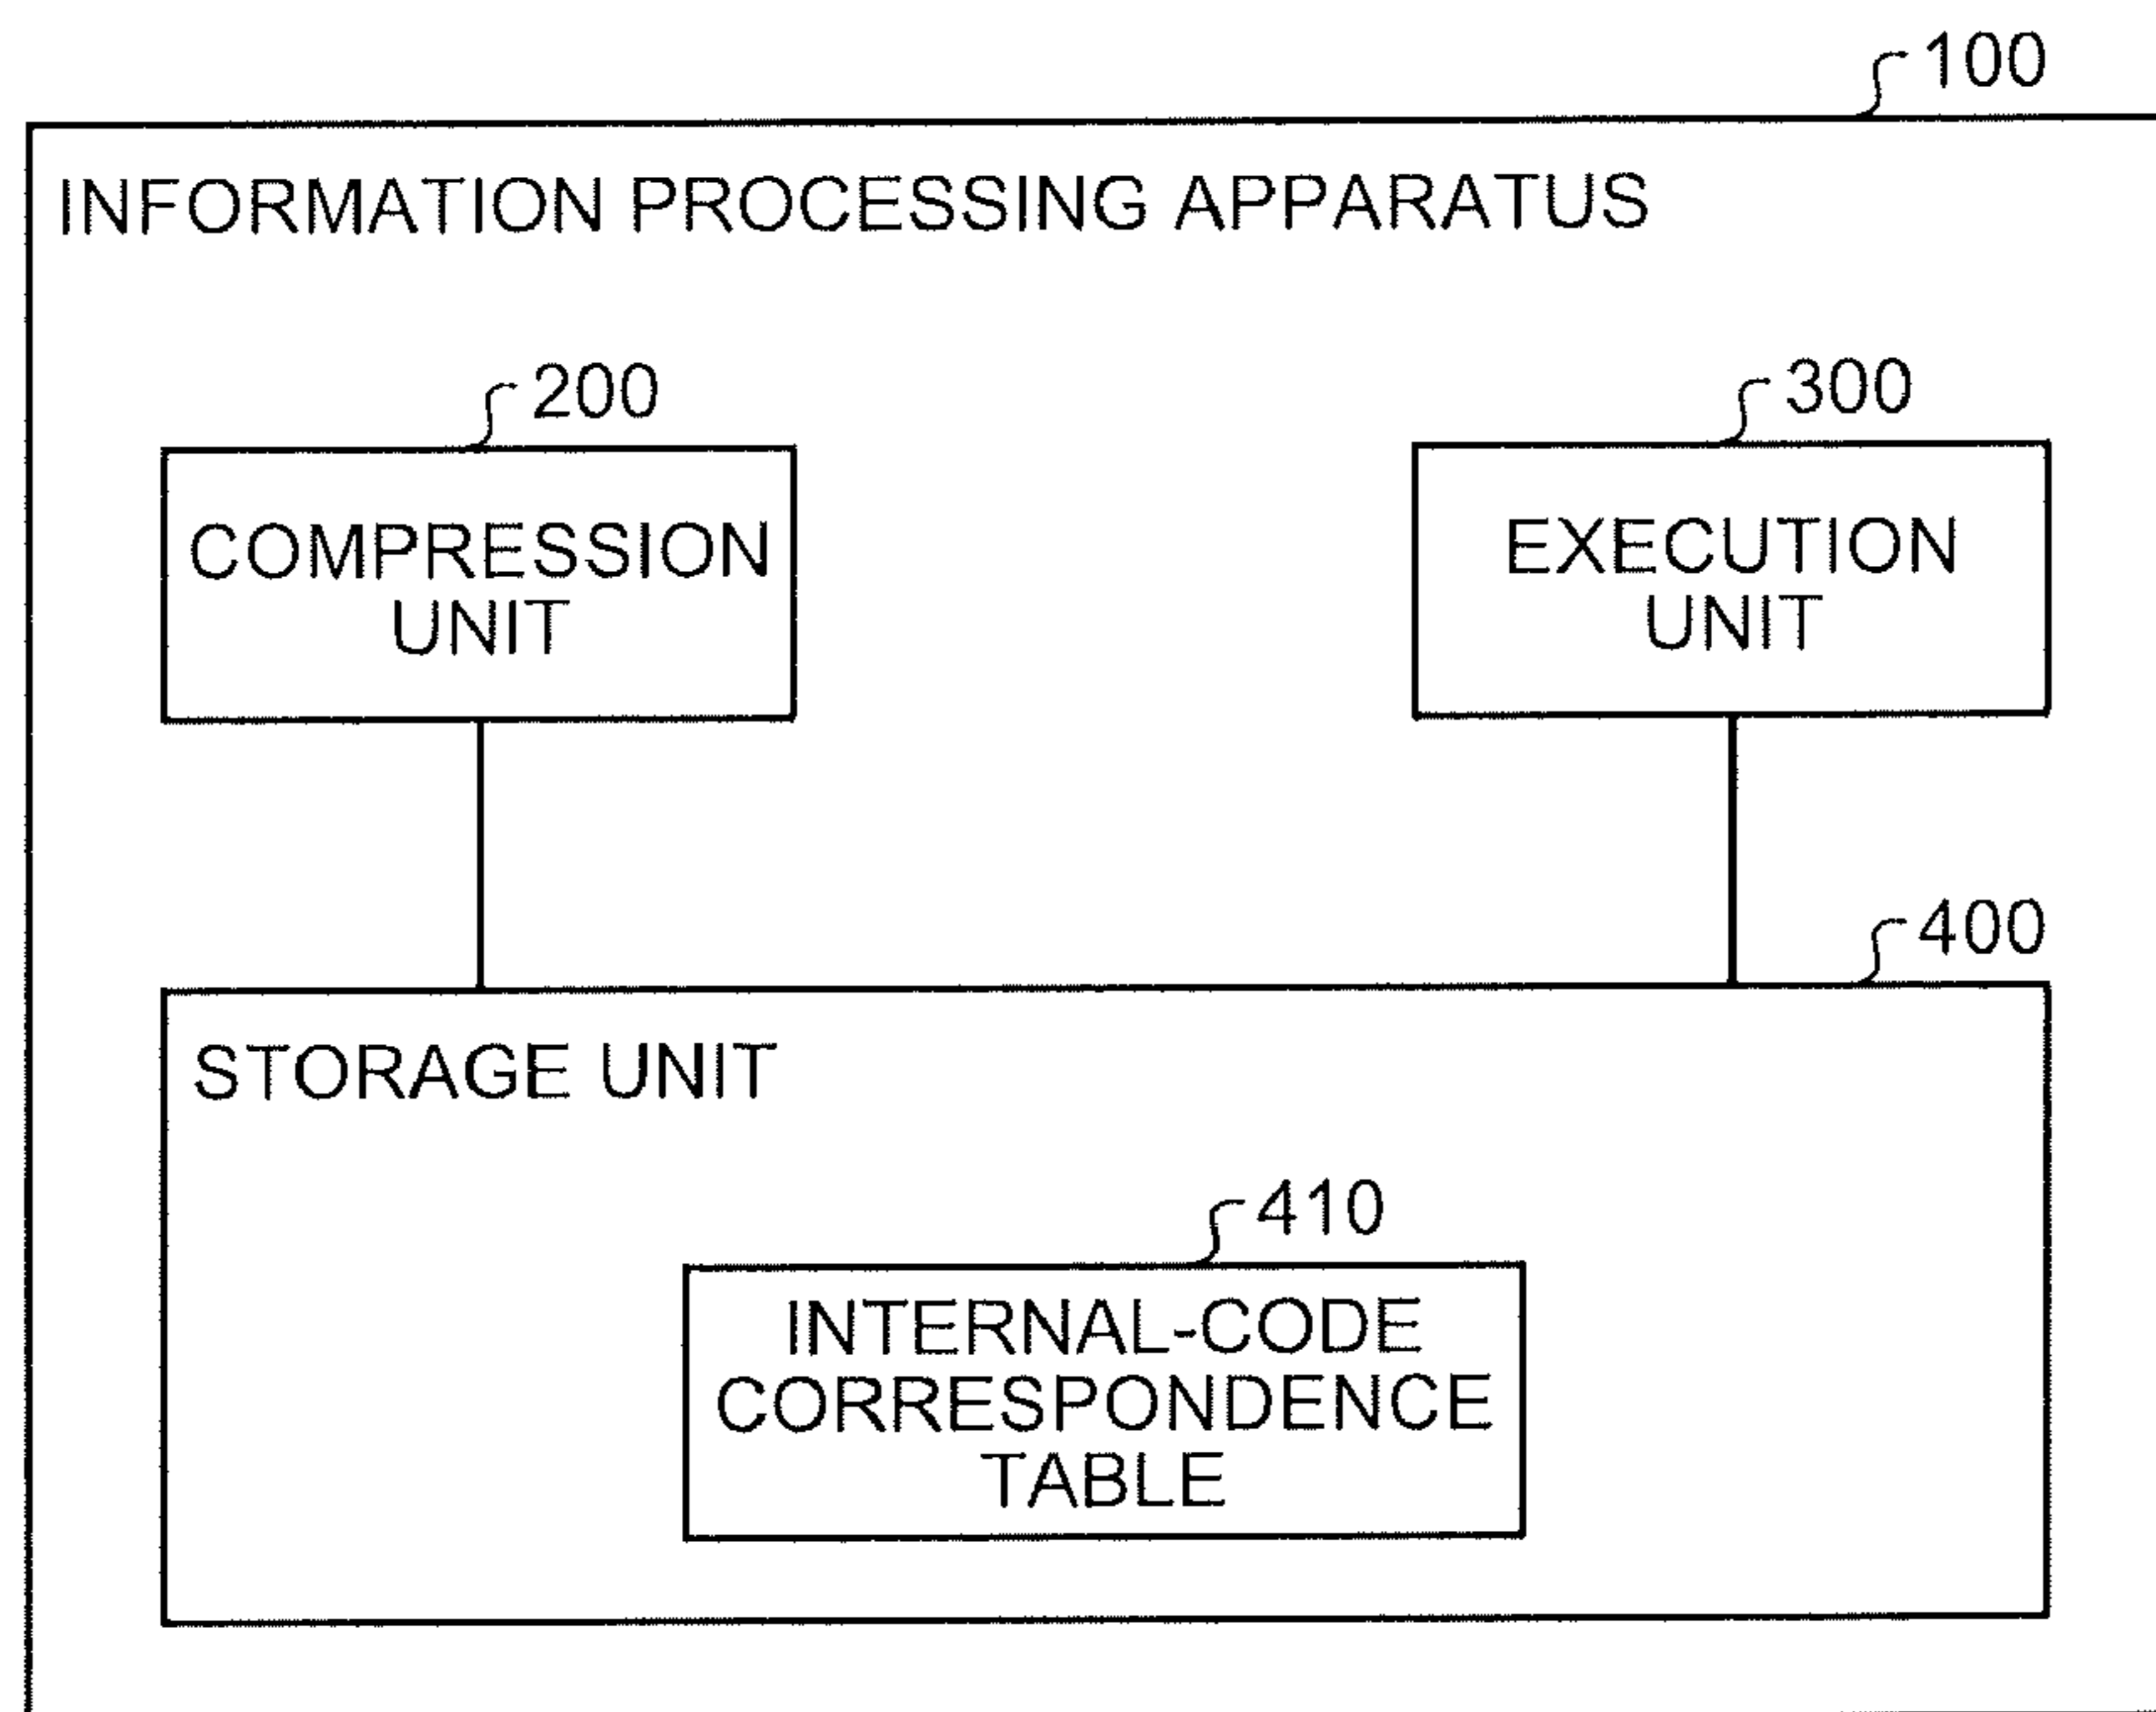 100
INFORMATION PROCESSING APPARATUS
200
300
COMPRESSION
UNIT
EXECUTION
UNIT
400
STORAGE UNIT
410
INTERNAL-CODE
CORRESPONDENCE
TABLE